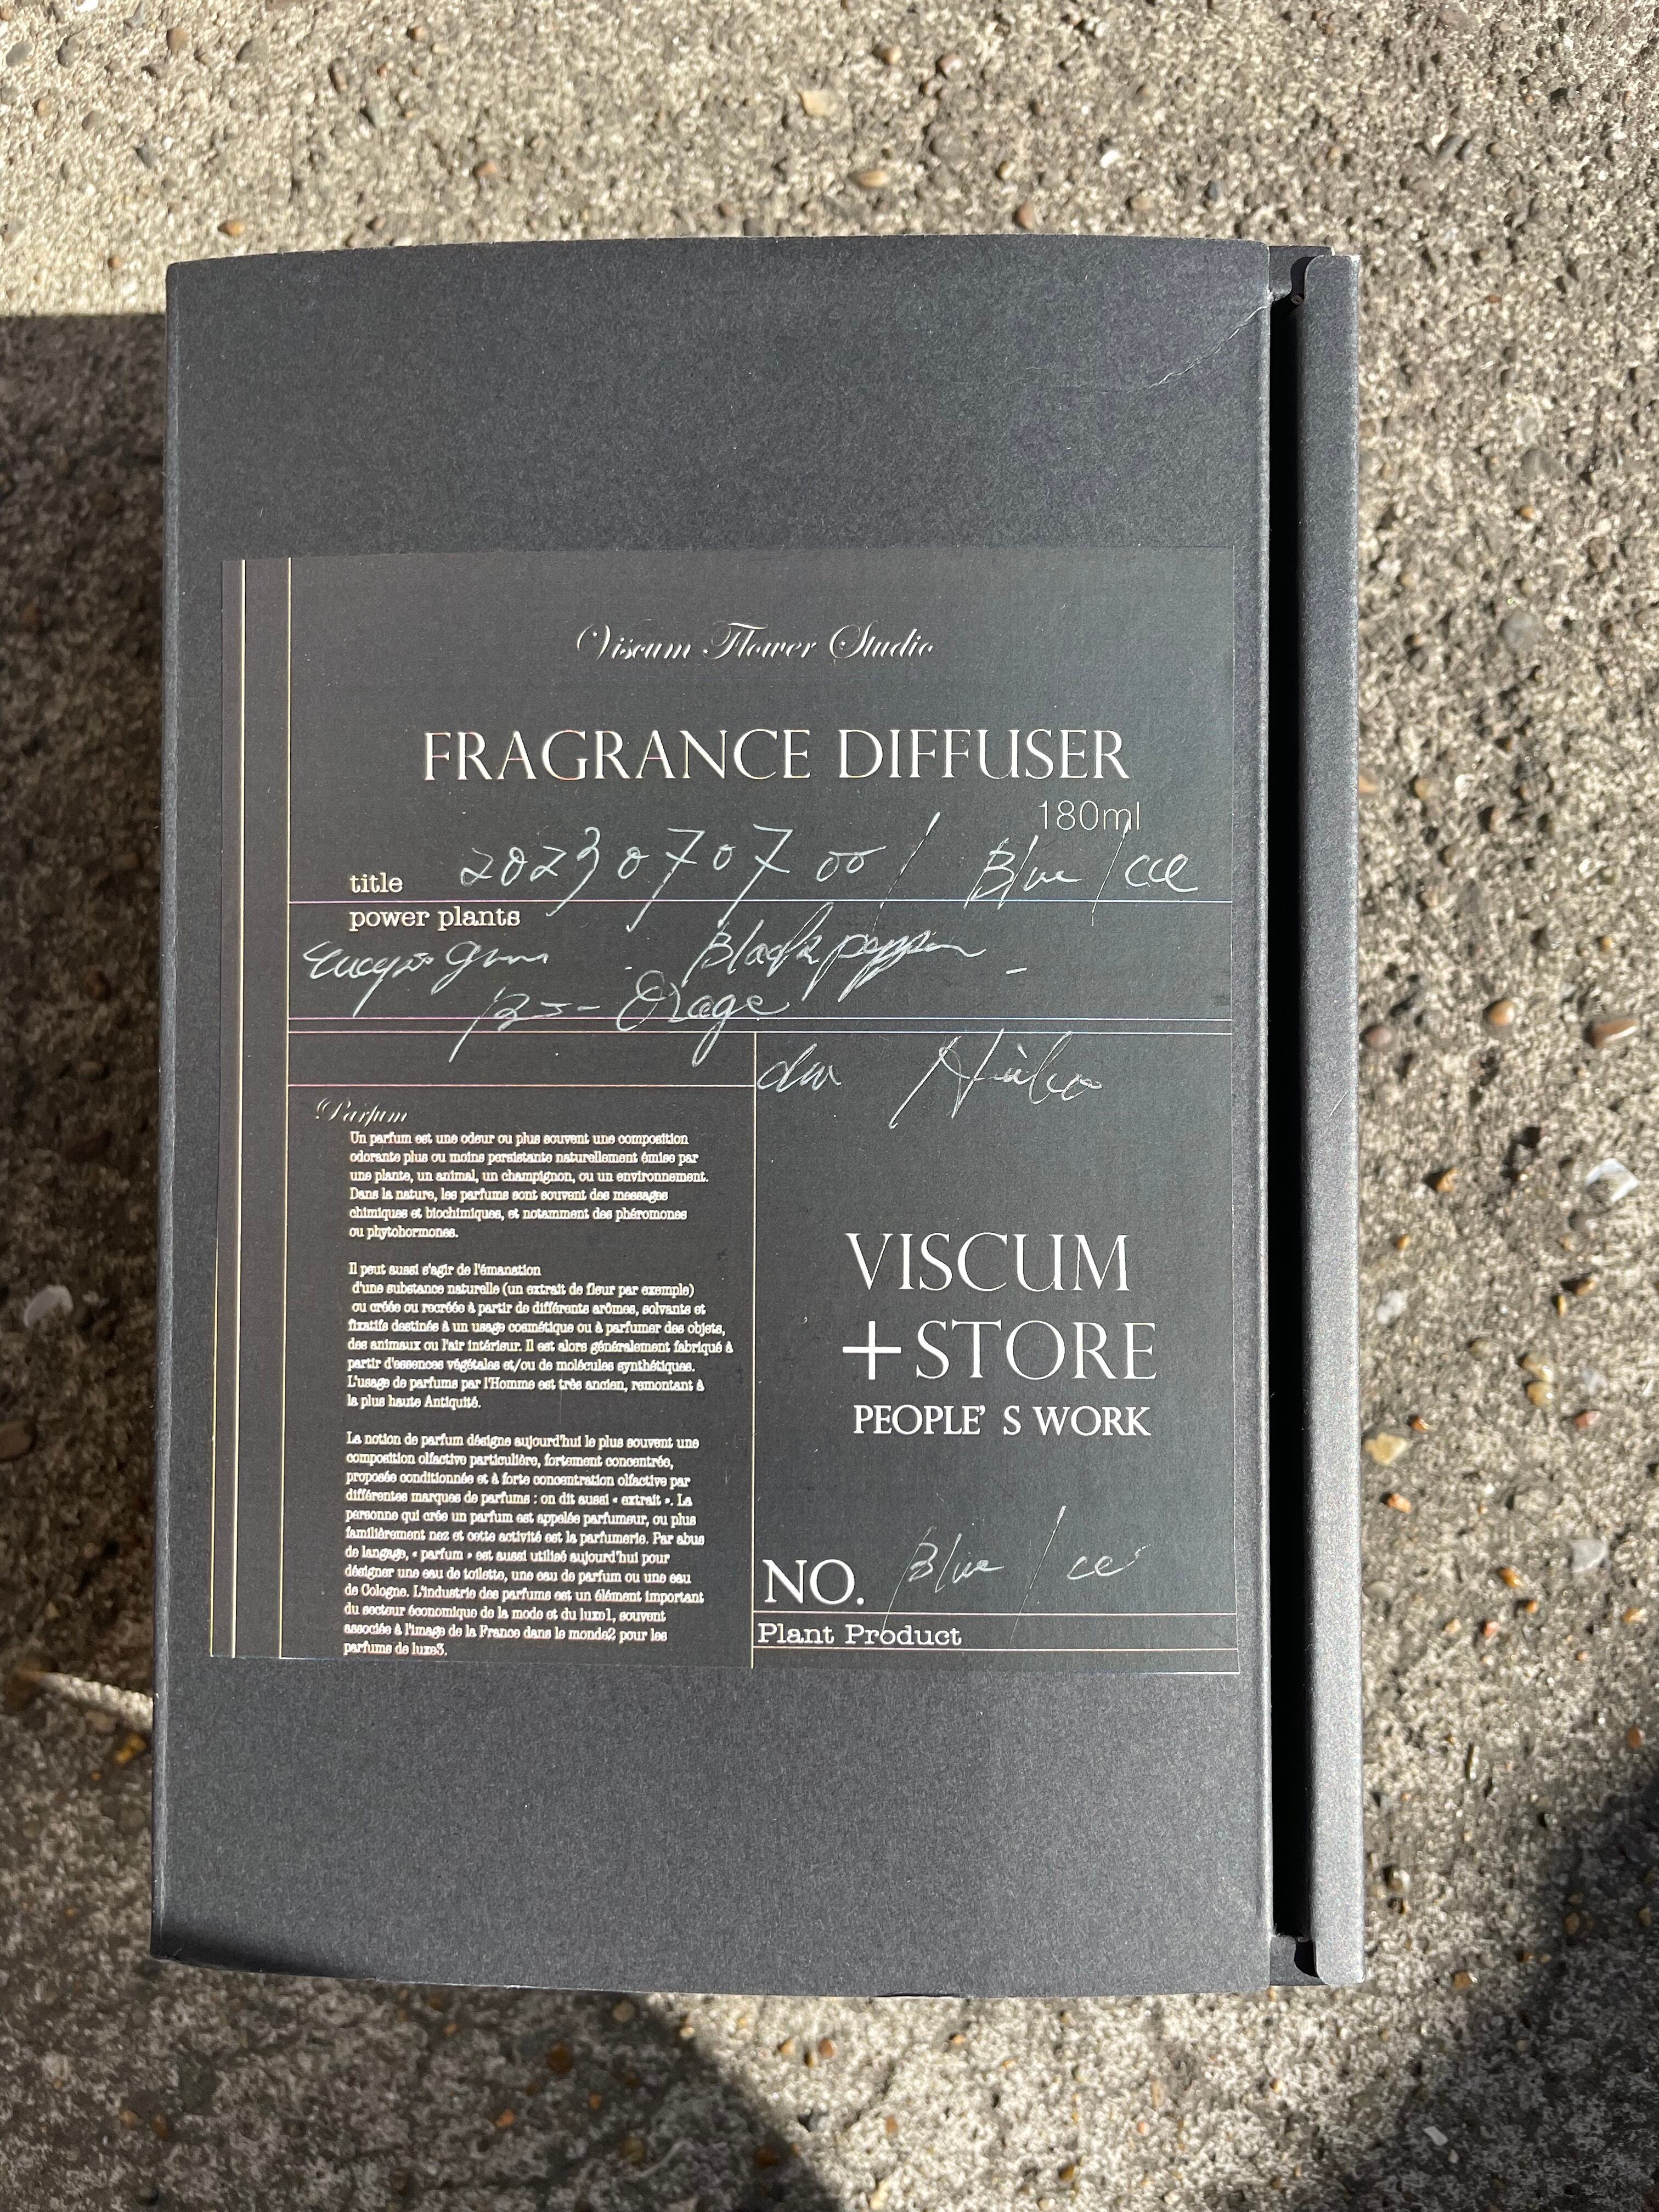 Viscum Flower Studio
FRAGRANCE DIFFUSER
180ml
title 2023 0707 00 / Blue / ce
power plants
Black pepper
Parfum
Un parfum est une odeur ou plus souvent une composition
odorante plus ou moins persistante naturellement émise par
une plante, un animal, un champignon, ou un environnement.
Dans la nature, les parfums sont souvent des messages
chimiques et biochimiques, et notamment des phéromones
ou phytohormones.
Il peut aussi s'agir de l'émanation
d'une substance naturelle (un extrait de fleur par exemple)
ou créée ou recréée à partir de différents arômes, solvants et
fixatifs destinés à un usage cosmétique ou à parfumer des objets,
des animaux ou l'air intérieur. Il est alors généralement fabriqué à
partir d'essences végétales et/ou de molécules synthétiques.
L'usage de parfums par l'Homme est très ancien, remontant à
la plus haute Antiquité.
La notion de parfum désigne aujourd'hui le plus souvent une
composition olfactive particulière, fortement concentrée,
proposée conditionnée et à forte concentration olfactive par
différentes marques de parfums : on dit aussi « extrait ». La
personne qui crée un parfum est appelée parfumeur, ou plus
familièrement nez et cette activité est la parfumerie. Par abus
de langage, « parfum » est aussi utilisé aujourd'hui pour
désigner une eau de toilette, une eau de parfum ou une eau
de Cologne. L'industrie des parfums est un élément important
du secteur économique de la mode et du luxe1, souvent
associée à l'image de la France dans le monde2 pour les
parfums de luxe3.
VISCUM
+STORE
PEOPLE' S WORK
NO. Blue / ce
Plant Product